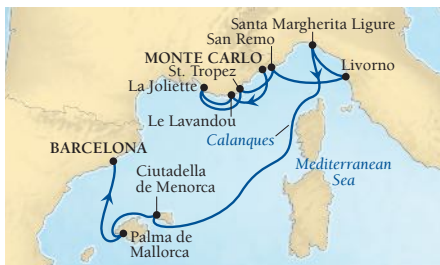 Santa Margherita Ligure
San Remo
MONTE CARLO
St. Tropez
Livorno
La Joliette
Le Lavandou
Calanques
BARCELONA
Mediterranean
Sea
Ciutadella
de Menorca
Palma de
Mallorca